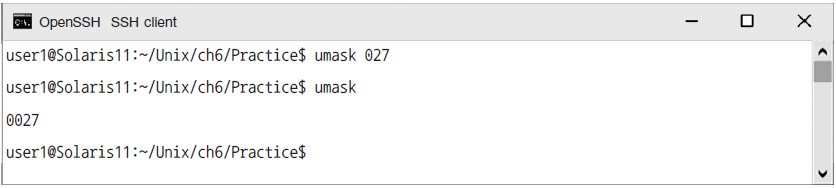 OpenSSH SSH client
user1@Solaris11:~/Unix/ch6/Practice$ umask 027
user1@Solaris11:~/Unix/ch6/Practice$ umask
0027
user1@Solaris11:~/Unix/ch6/Practice$